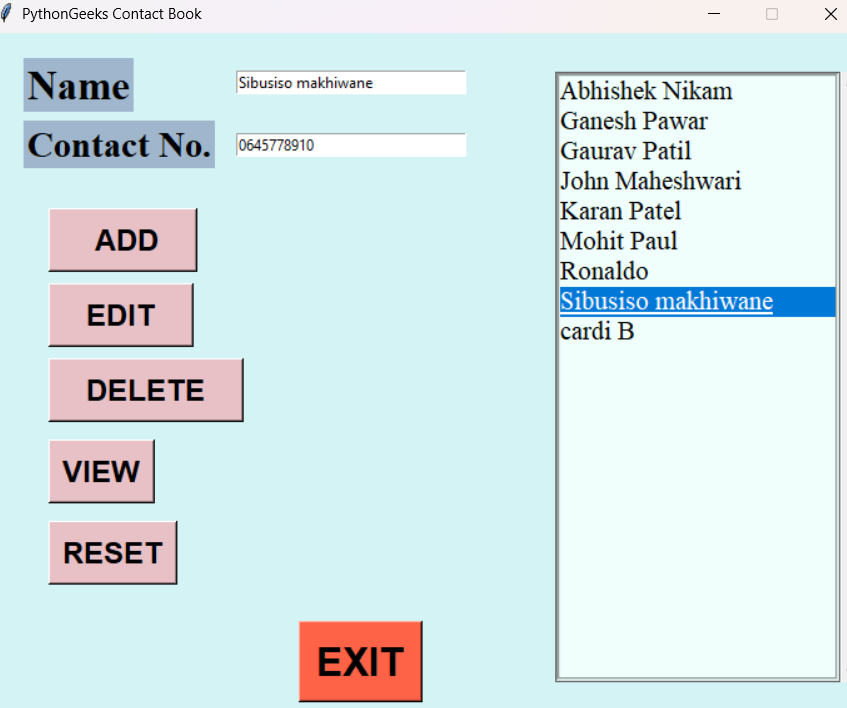 PythonGeeks Contact Book
Name
Sibusiso makhiwane
Contact No.
0645778910
ADD
EDIT
DELETE
VIEW
RESET
EXIT
Abhishek Nikam
Ganesh Pawar
Gaurav Patil
John Maheshwari
Karan Patel
Mohit Paul
Ronaldo
Sibusiso makhiwane
cardi B